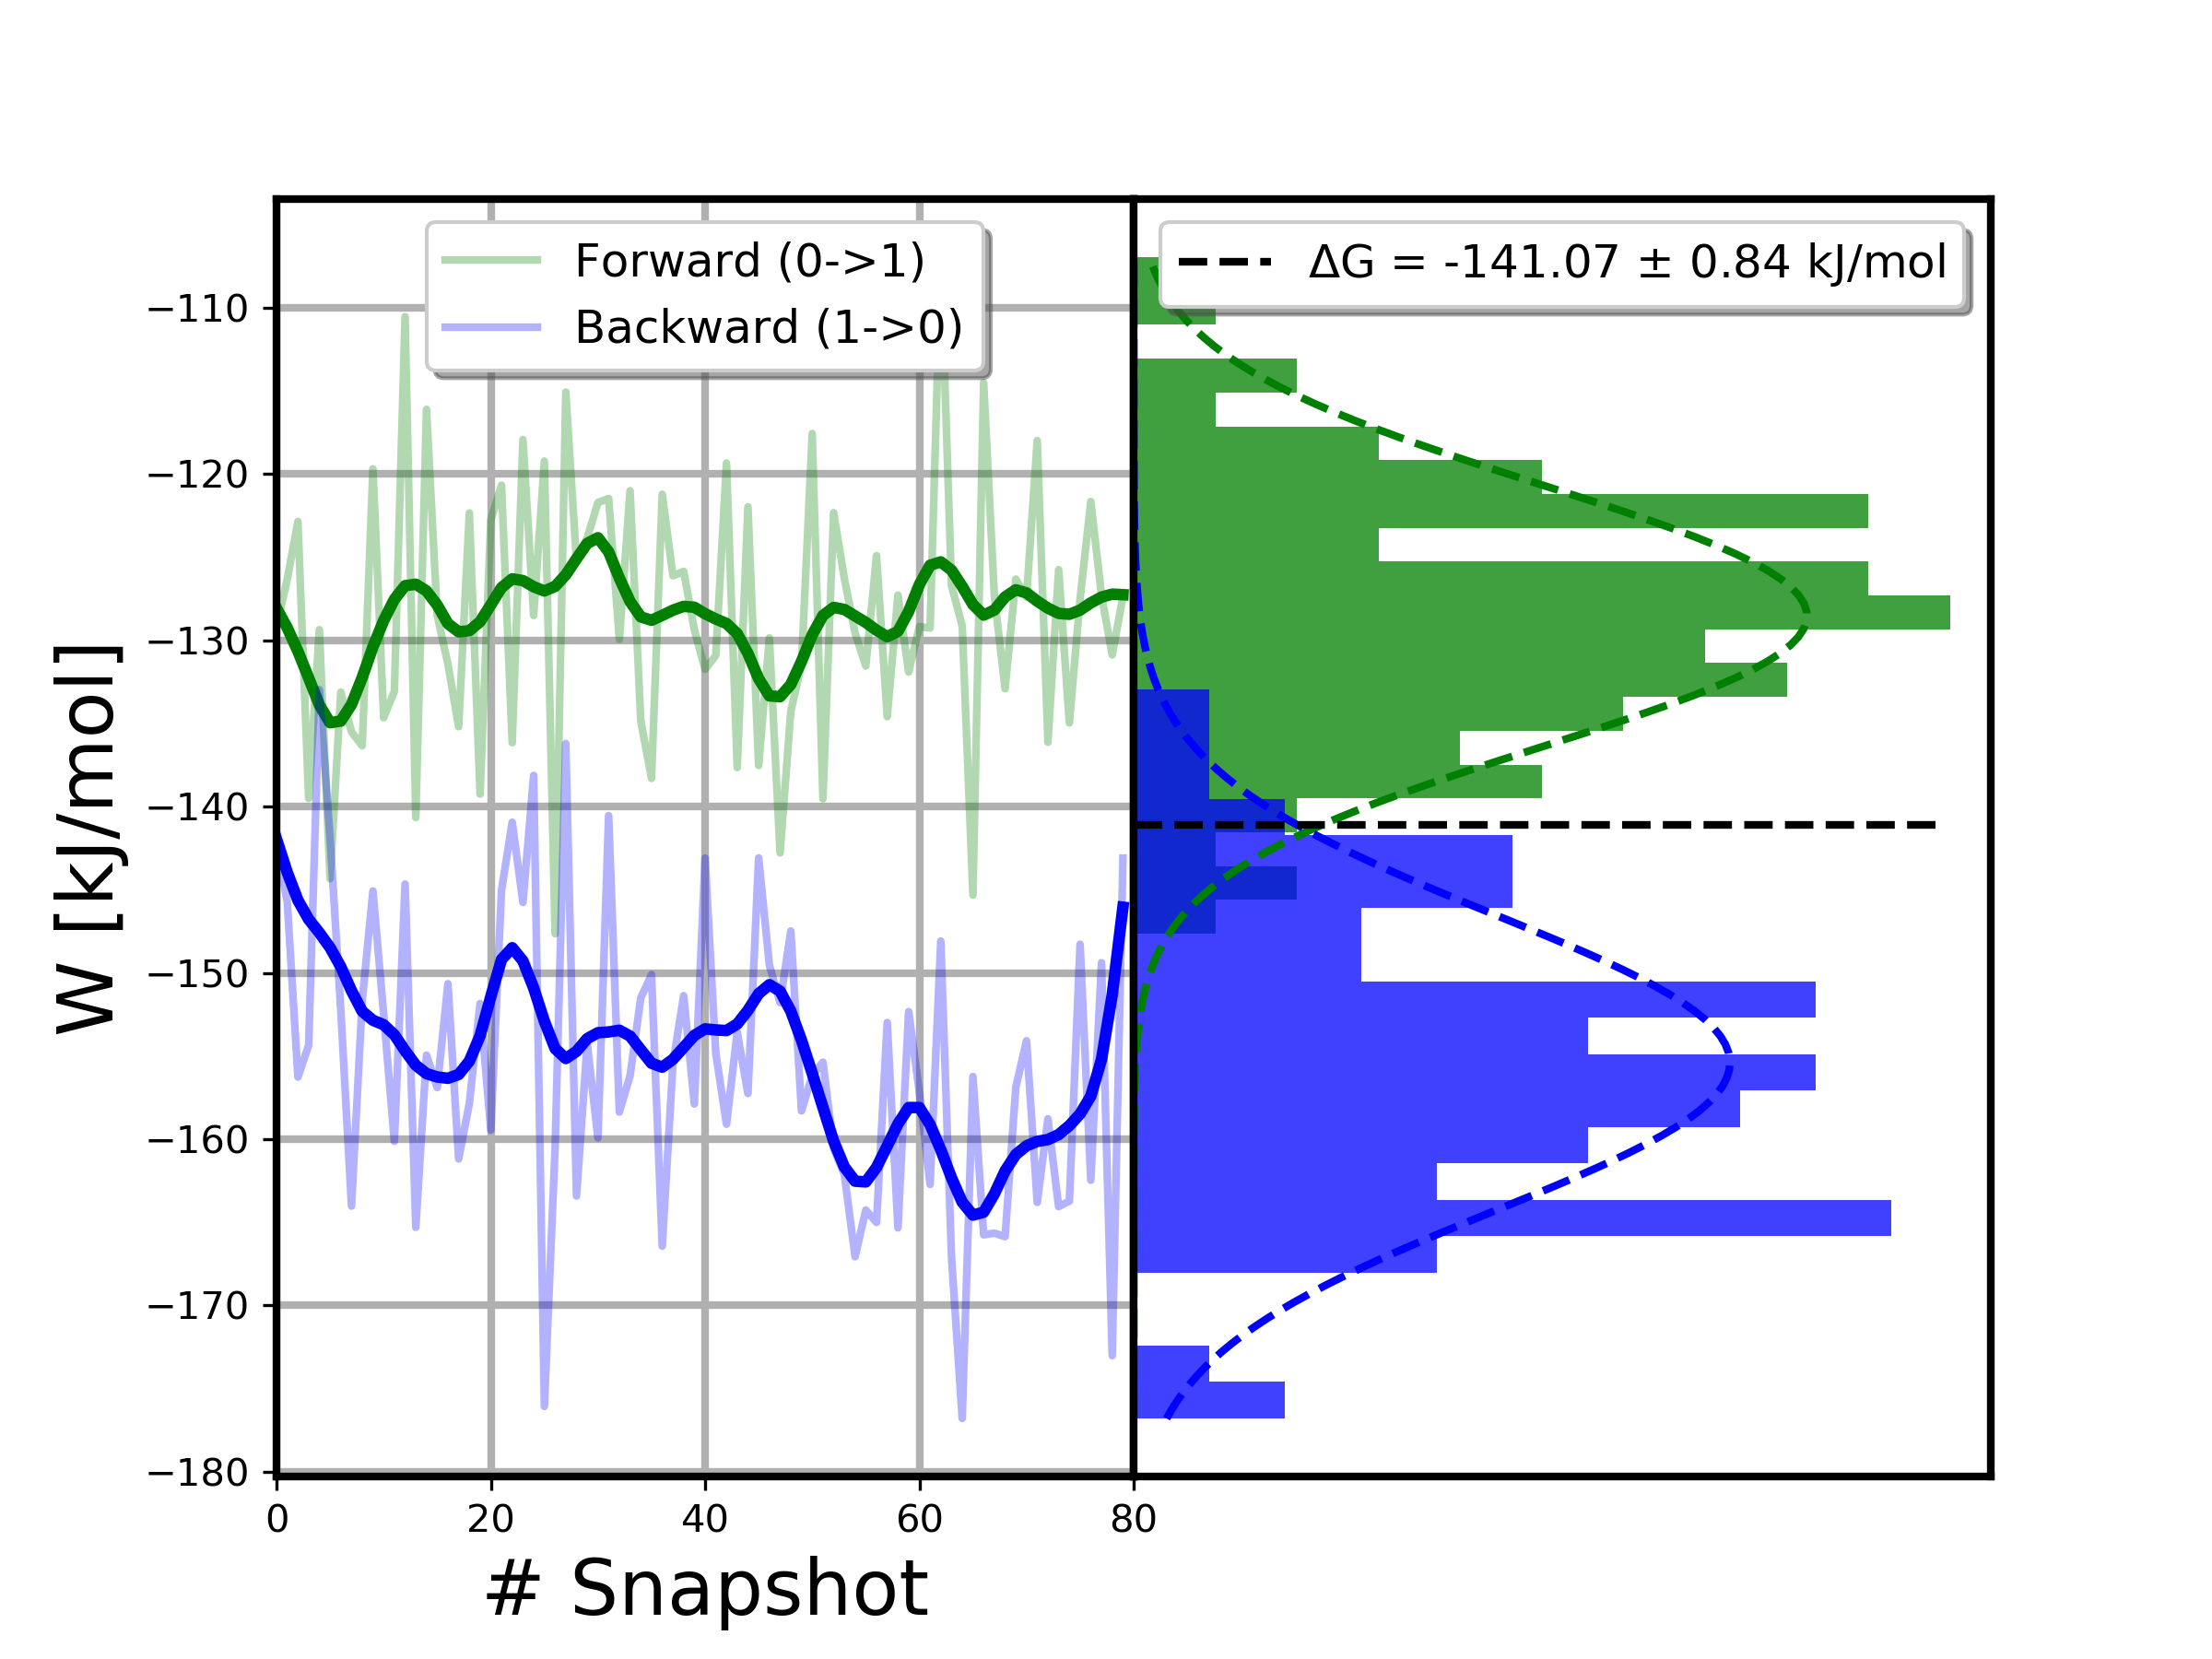 Forward (0->1)
Backward (1->0)
ΔG = -141.07 ± 0.84 kJ/mol
−110
−120
−130
−140
−150
−160
−170
−180
W [kJ/mol]
0 20 40 60 80
# Snapshot